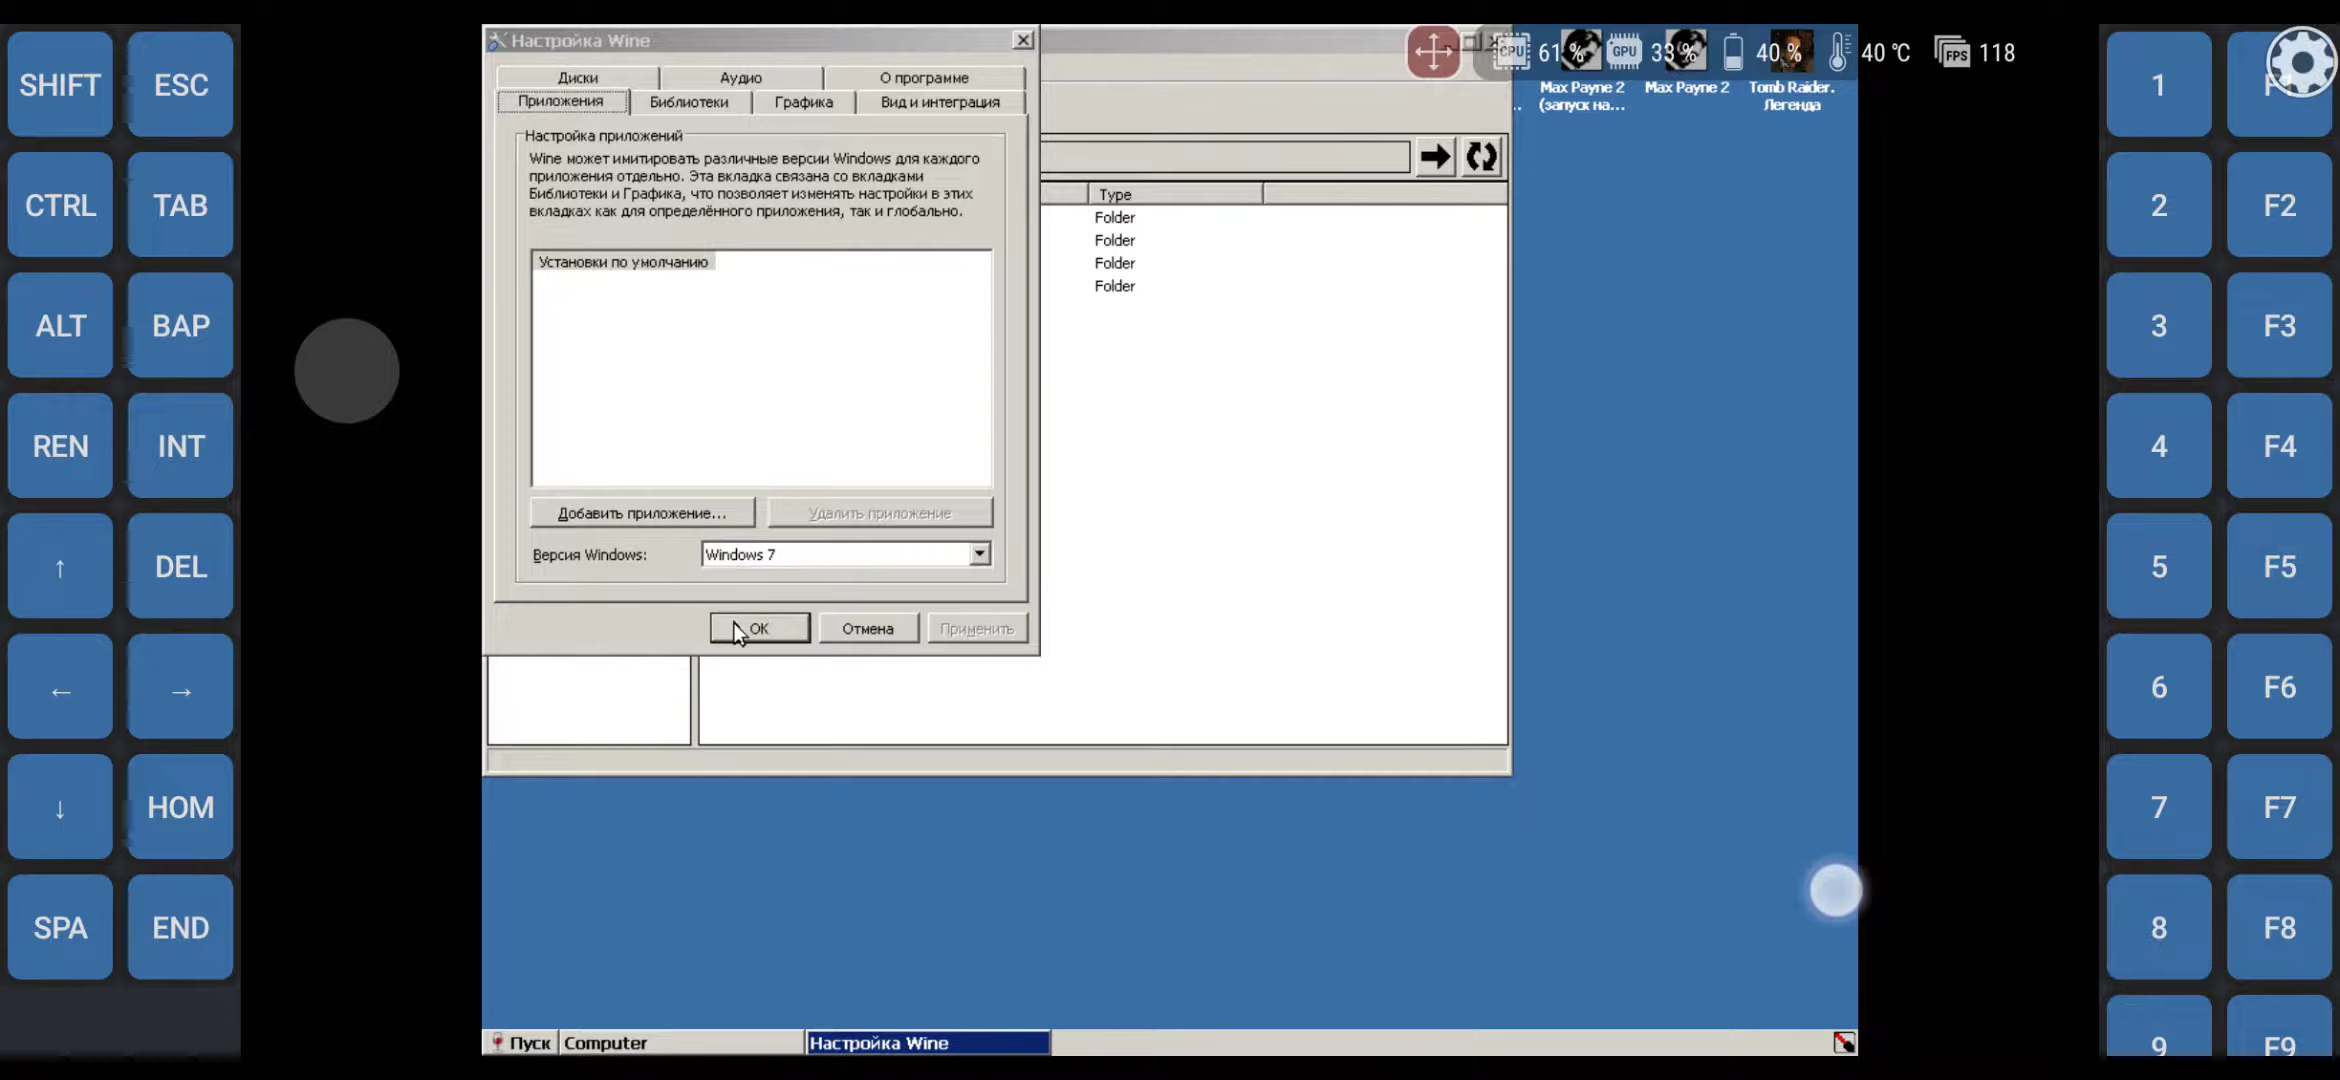 SHIFT
ESC
CTRL
TAB
ALT
BAP
REN
INT
↑
DEL
←
→
↓
HOM
SPA
END
Настройка Wine
Диски
Аудио
О программе
Приложения
Библиотеки
Графика
Вид и интеграция
Настройка приложений
Wine может имитировать различные версии Windows для каждого
приложения отдельно. Эта вкладка связана со вкладками
Библиотеки и Графика, что позволяет изменять настройки в этих
вкладках как для определённого приложения, так и глобально.
Установки по умолчанию
Добавить приложение...
Удалить приложение
Версия Windows:
Windows 7
OK
Отмена
Применить
Type
Folder
Folder
Folder
Folder
CPU
61 %
GPU
33 %
40 %
40 ℃
FPS
118
..
Max Payne 2
(запуск на...
Max Payne 2
Tomb Raider.
Легенда
Пуск
Computer
Настройка Wine
1
2
F2
3
F3
4
F4
5
F5
6
F6
7
F7
8
F8
9
F9